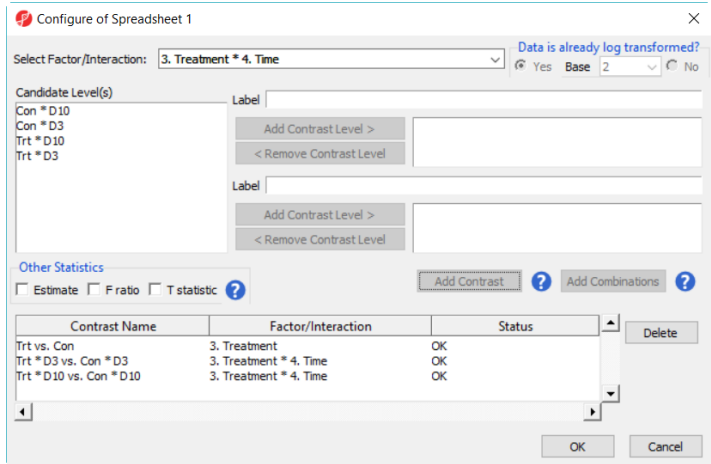 Configure of Spreadsheet 1
Data is already log transformed?
Select Factor/Interaction: 3. Treatment * 4. Time Yes Base 2 No
Candidate Level(s)
Label
Con * D10
Con * D3
Trt * D10
Trt * D3
Add Contrast Level >
< Remove Contrast Level
Label
Add Contrast Level >
< Remove Contrast Level
Other Statistics
Estimate F ratio T statistic ? Add Contrast ? Add Combinations ?
Contrast Name Factor/Interaction Status
Delete
Trt vs. Con 3. Treatment OK
Trt * D3 vs. Con * D3 3. Treatment * 4. Time OK
Trt * D10 vs. Con * D10 3. Treatment * 4. Time OK
OK Cancel